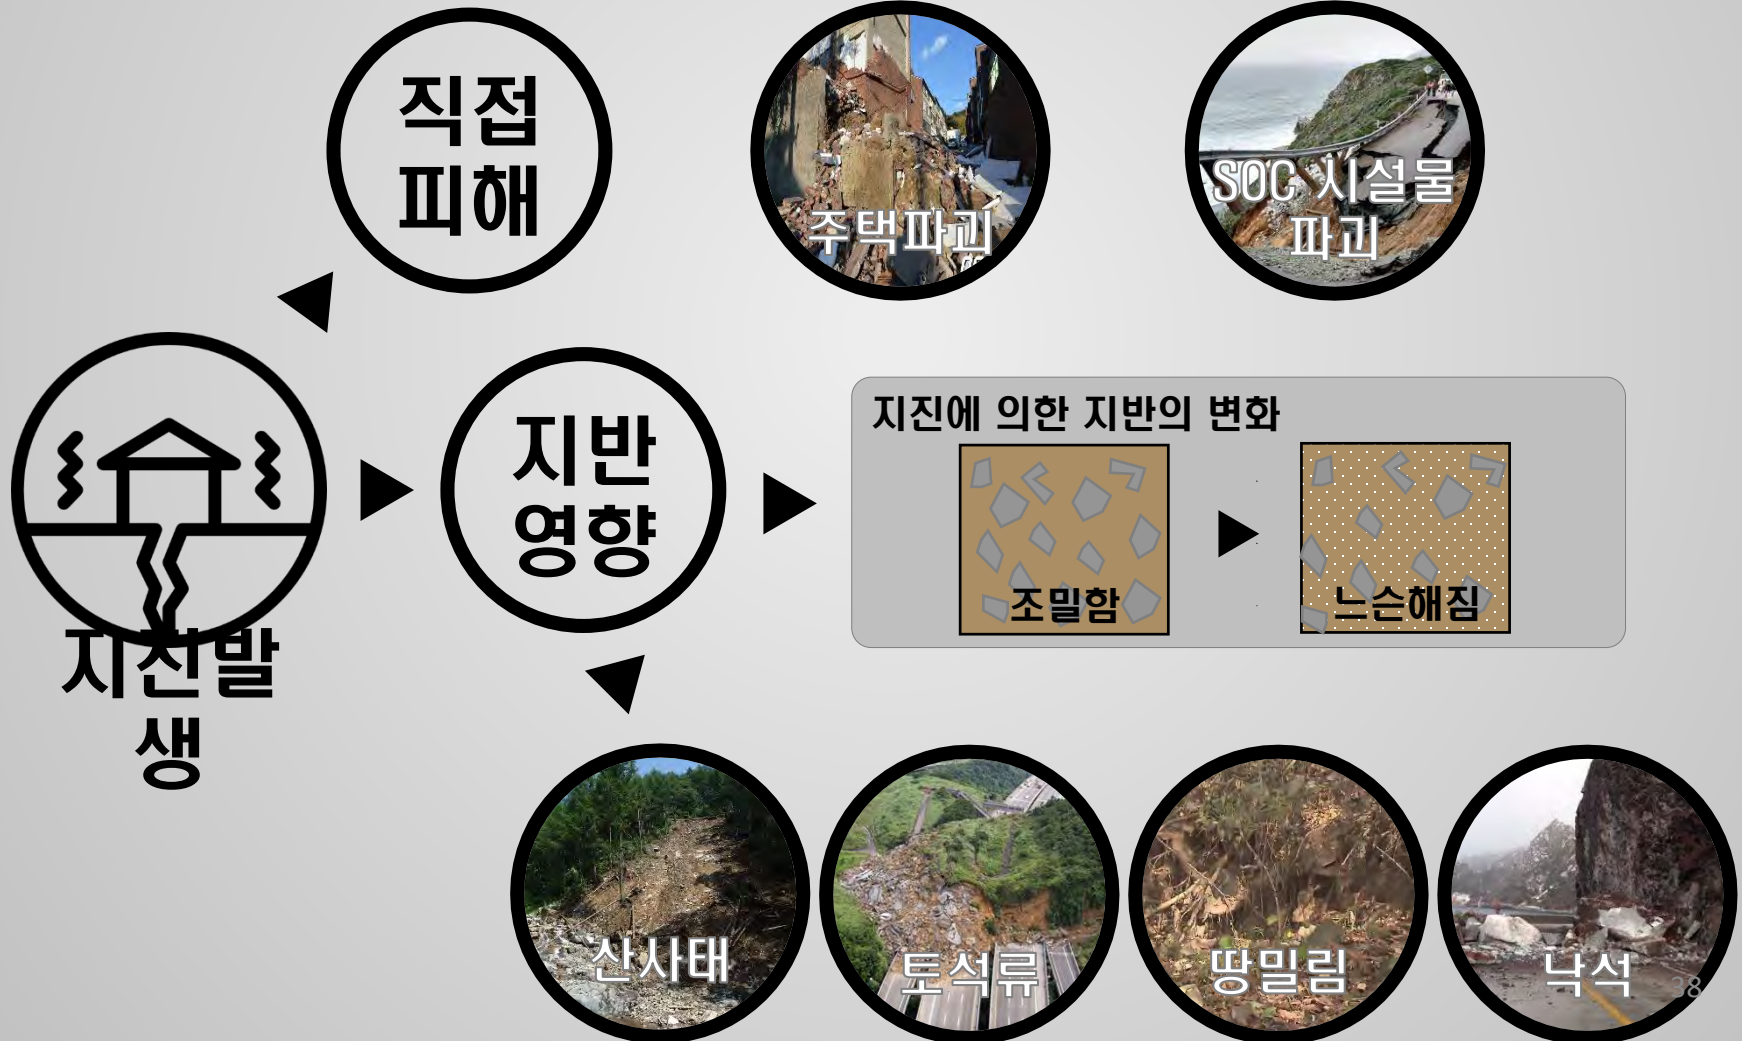 직접
피해
주택파괴
SOC 시설물
파괴
지진발
생
지반
영향
지진에 의한 지반의 변화
조밀함
느슨해짐
산사태
토석류
땅밀림
낙석
38